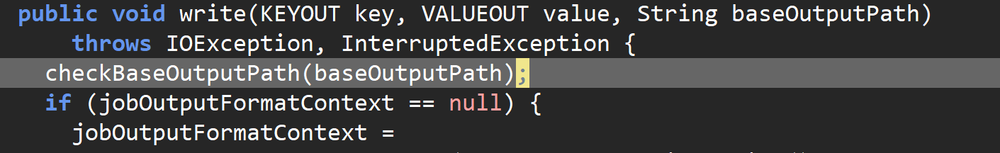 public void write(KEYOUT key, VALUEOUT value, String baseOutputPath)
throws IOException, InterruptedException {
checkBaseOutputPath(baseOutputPath);
if (jobOutputFormatContext == null) {
jobOutputFormatContext =